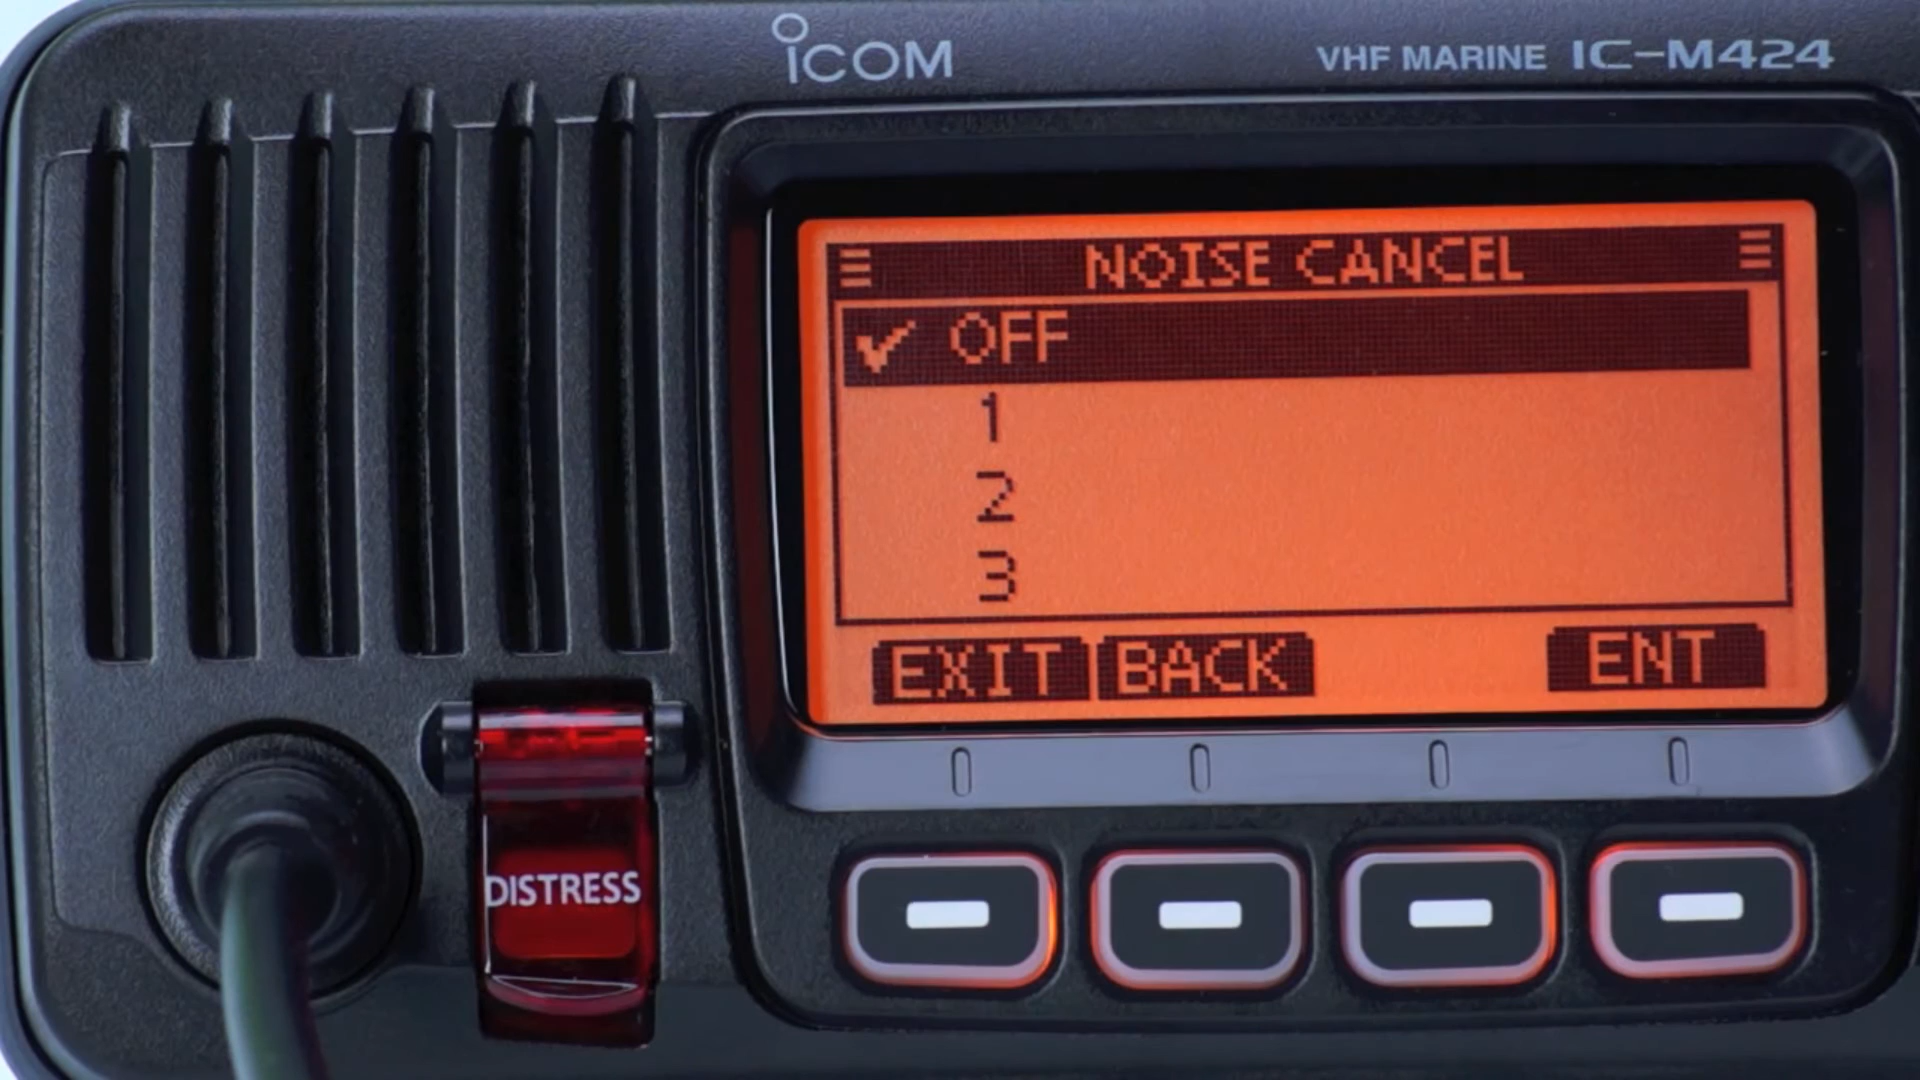 ICOM
VHF MARINE IC-M424
NOISE CANCEL
✔ OFF
1
2
3
EXIT BACK ENT
DISTRESS